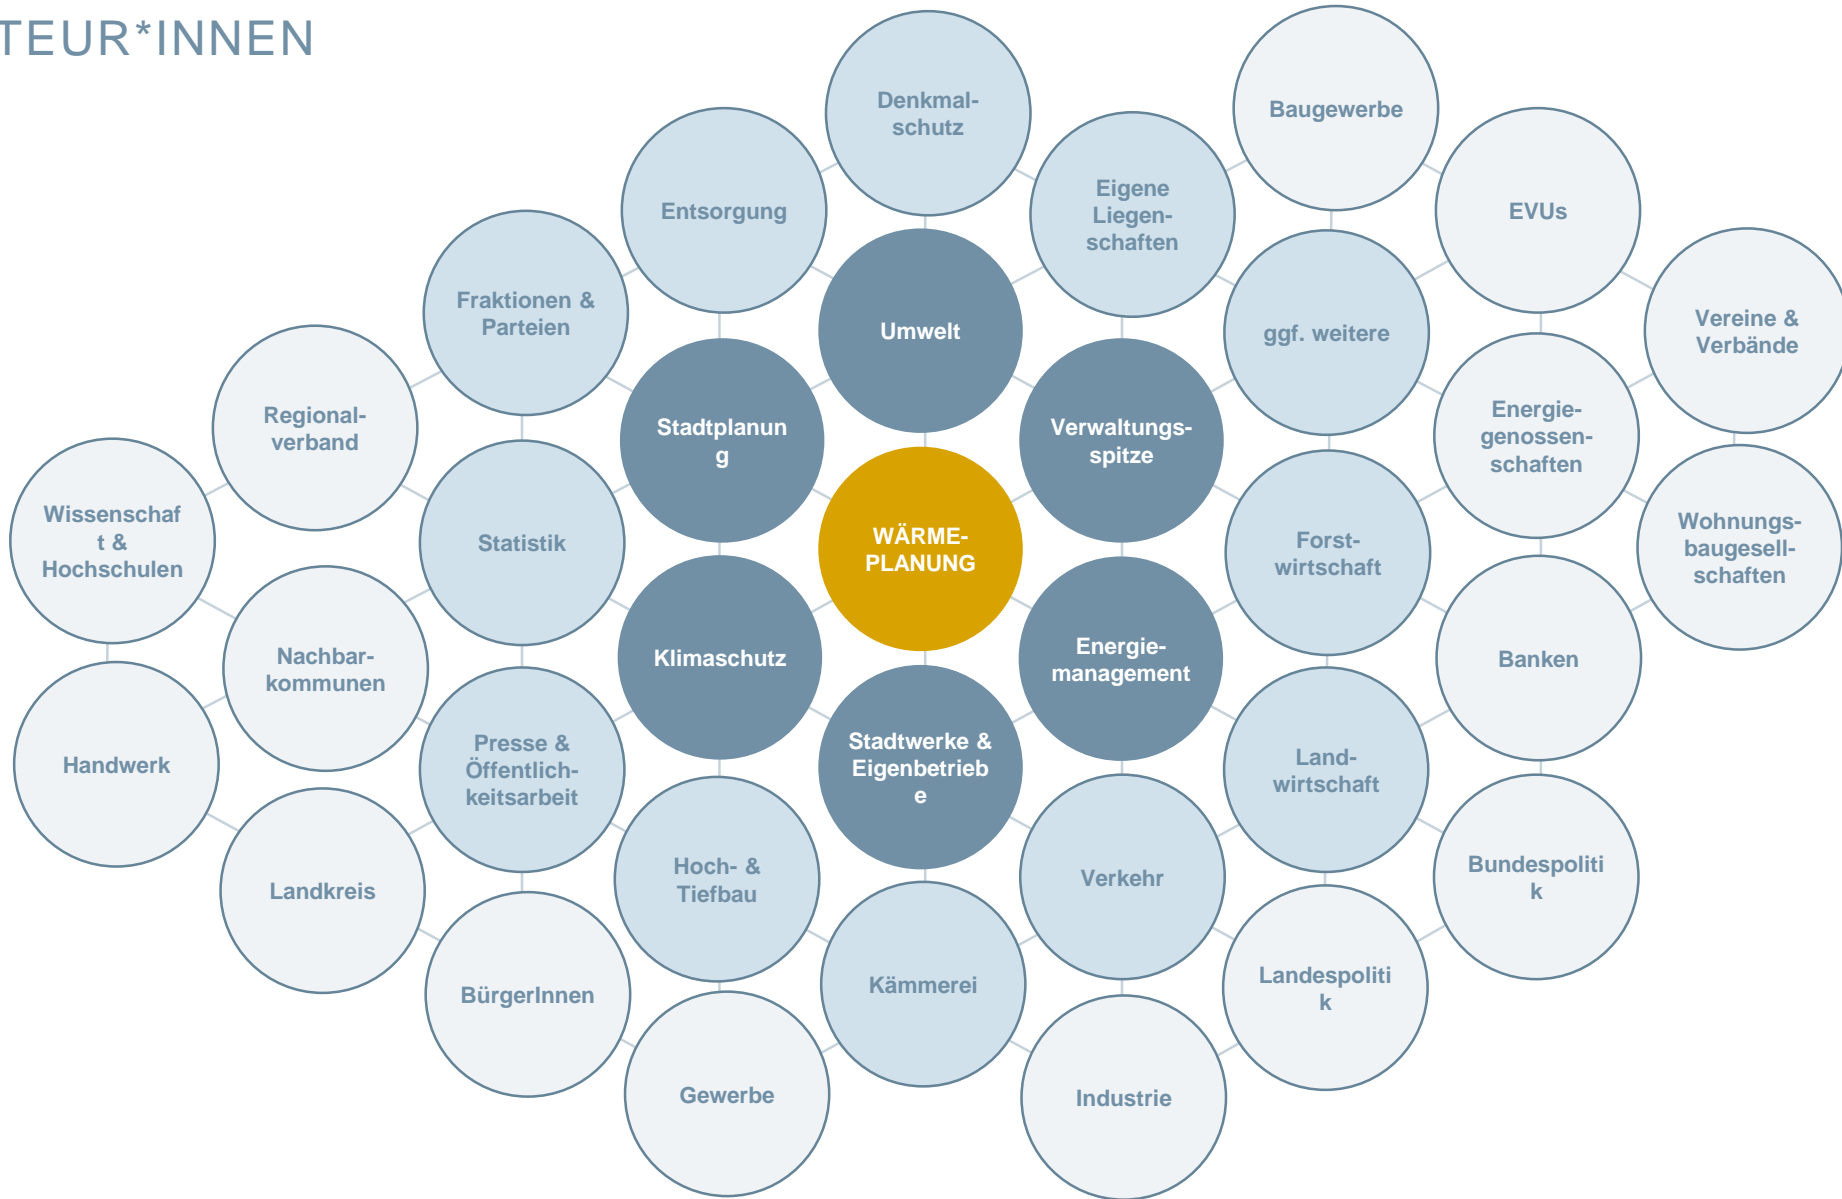 TEUR*INNEN
Denkmal-
schutz
Baugewerbe
Entsorgung
Eigene
Liegen-
schaften
EVUs
Fraktionen &
Parteien
Umwelt
ggf. weitere
Vereine &
Verbände
Regional-
verband
Stadtplanun
g
Verwaltungs-
spitze
Energie-
genossen-
schaften
Wissenschaf
t &
Hochschulen
Statistik
WÄRME-
PLANUNG
Forst-
wirtschaft
Wohnungs-
baugesell-
schaften
Nachbar-
kommunen
Klimaschutz
Energie-
management
Banken
Handwerk
Presse &
Öffentlich-
keitsarbeit
Stadtwerke &
Eigenbetrieb
e
Land-
wirtschaft
Landkreis
Hoch- &
Tiefbau
Verkehr
Bundespoliti
k
BürgerInnen
Kämmerei
Landespoliti
k
Gewerbe
Industrie